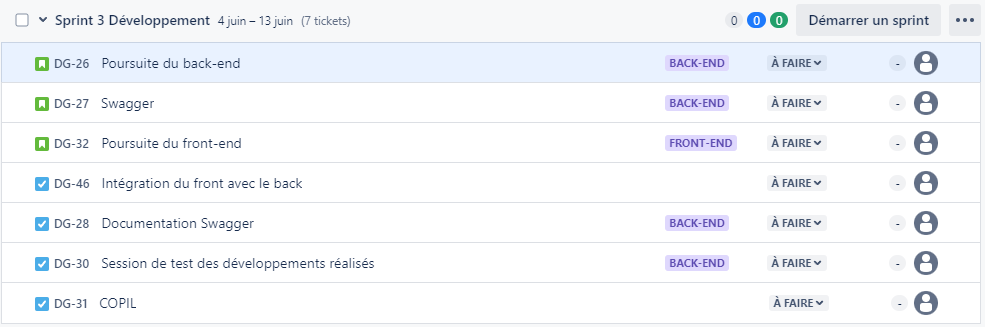 Sprint 3 Développement 4 juin – 13 juin (7 tickets) 0 0 0 Démarrer un sprint
DG-26 Poursuite du back-end BACK-END À FAIRE -
DG-27 Swagger BACK-END À FAIRE -
DG-32 Poursuite du front-end FRONT-END À FAIRE -
DG-46 Intégration du front avec le back À FAIRE -
DG-28 Documentation Swagger BACK-END À FAIRE -
DG-30 Session de test des développements réalisés BACK-END À FAIRE -
DG-31 COPIL À FAIRE -